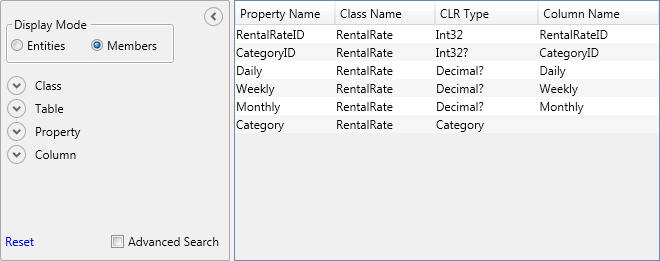 Display Mode
Entities Members
Class
Table
Property
Column
Reset Advanced Search
Property Name Class Name CLR Type Column Name
RentalRateID RentalRate Int32 RentalRateID
CategoryID RentalRate Int32? CategoryID
Daily RentalRate Decimal? Daily
Weekly RentalRate Decimal? Weekly
Monthly RentalRate Decimal? Monthly
Category RentalRate Category